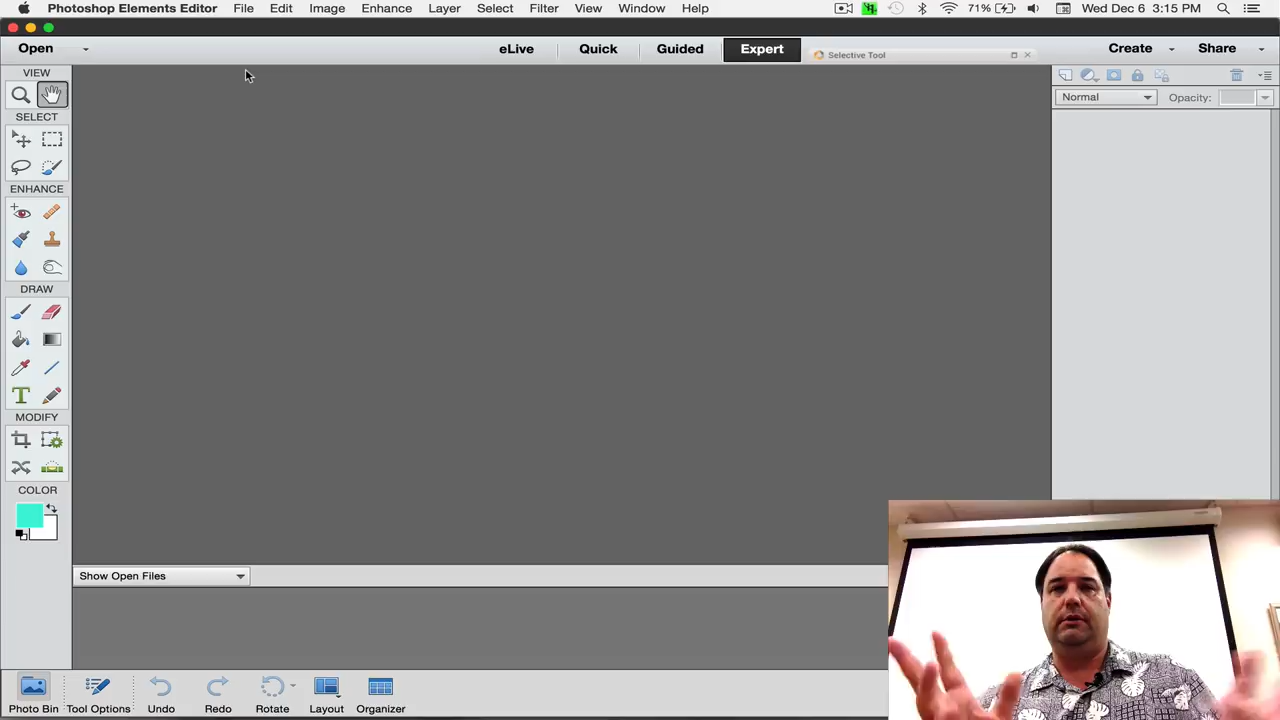 Photoshop Elements Editor File Edit Image Enhance Layer Select Filter View Window Help 71% Wed Dec 6 3:15 PM
Open eLive Quick Guided Expert Selective Tool Create Share
VIEW
Normal Opacity:
SELECT
ENHANCE
DRAW
T
MODIFY
COLOR
Show Open Files
Photo Bin Tool Options Undo Redo Rotate Layout Organizer